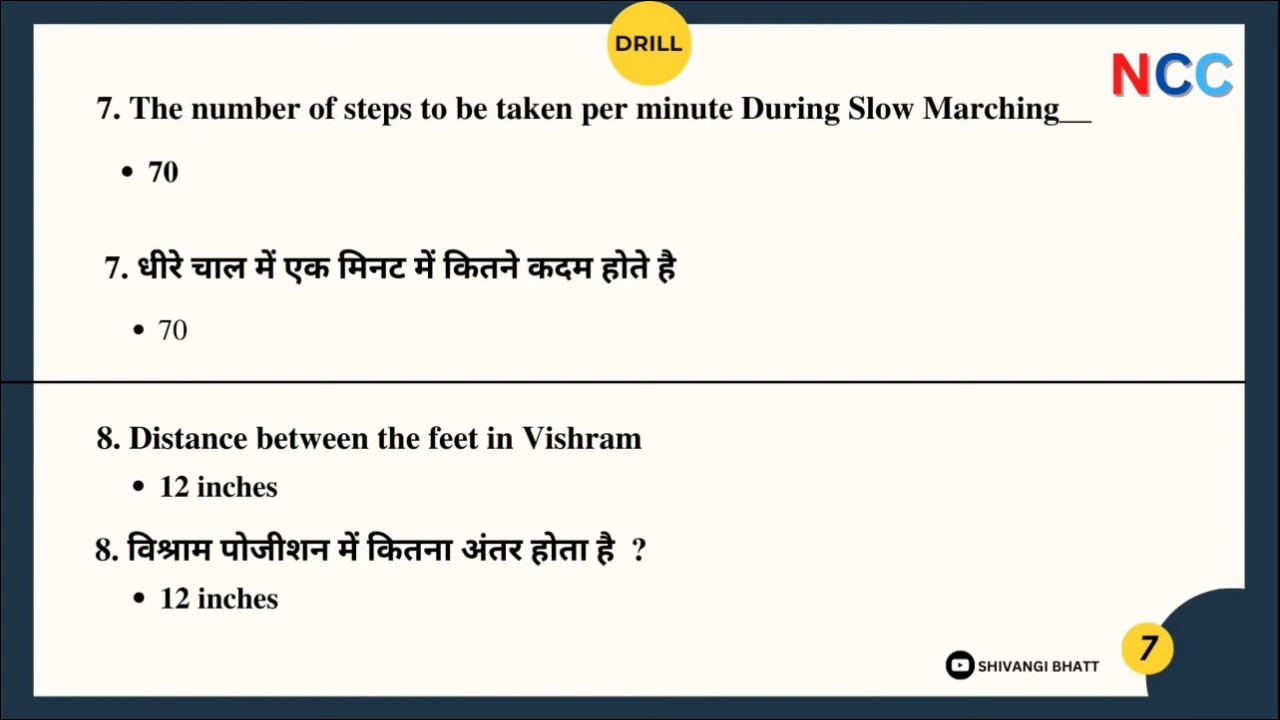 DRILL
NCC
7. The number of steps to be taken per minute During Slow Marching__
• 70
7. धीरे चाल में एक मिनट में कितने कदम होते है
• 70
8. Distance between the feet in Vishram
• 12 inches
8. विश्राम पोजीशन में कितना अंतर होता है ?
• 12 inches
SHIVANGI BHATT
7